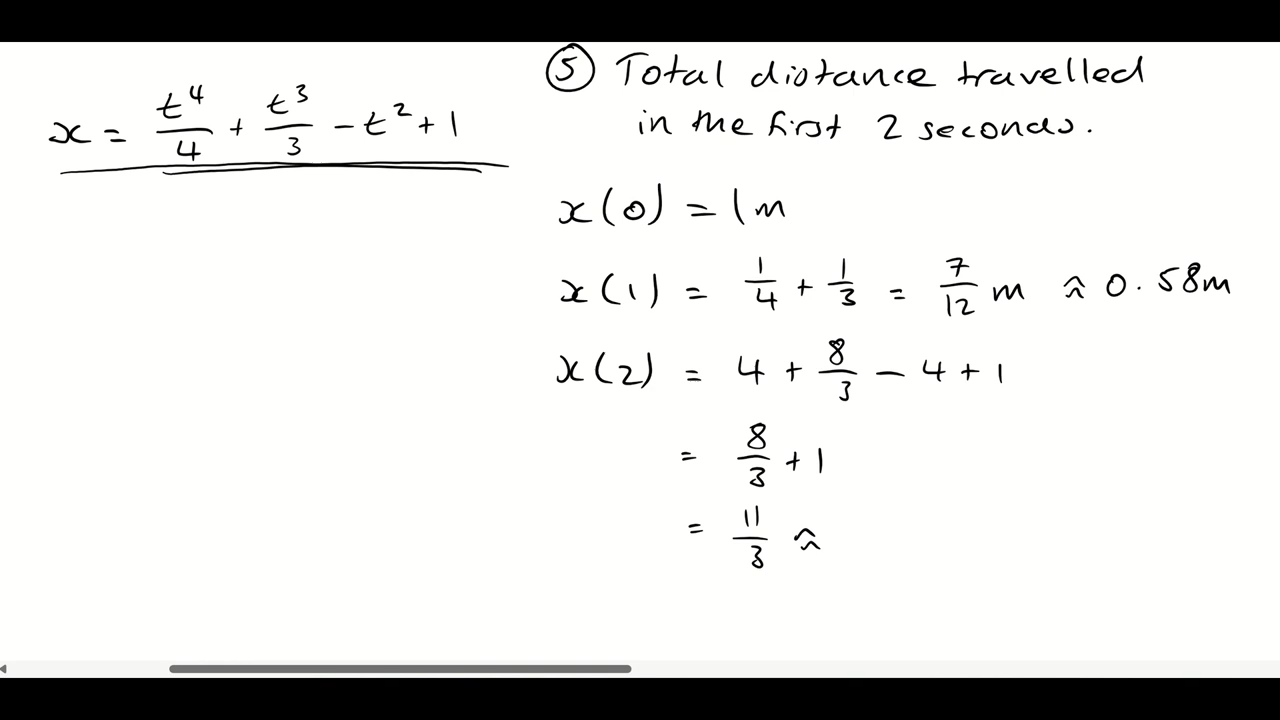 x = t⁴/4 + t³/3 − t² + 1
⑤ Total distance travelled
in the first 2 seconds.
x(0) = 1m
x(1) = 1/4 + 1/3 = 7/12 m ≈ 0.58m
x(2) = 4 + 8/3 − 4 + 1
= 8/3 + 1
= 11/3 ≈